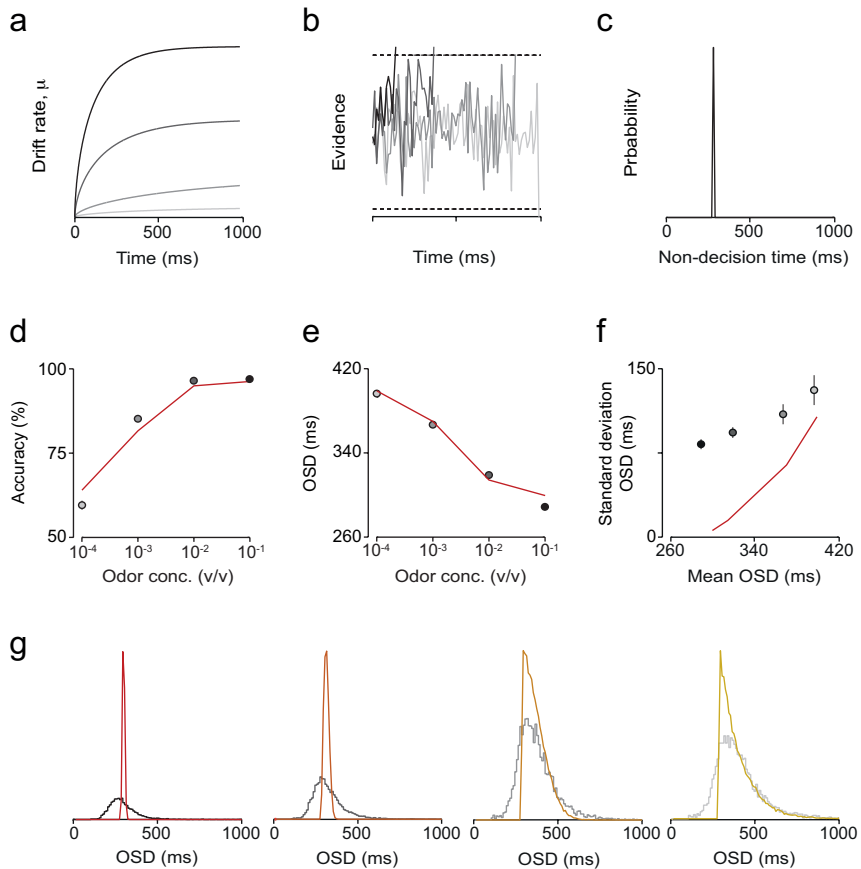 a
Drift rate, μ
0
500
1000
Time (ms)
b
Evidence
Time (ms)
c
Prbabbility
0
500
1000
Non-decision time (ms)
d
Accuracy (%)
100
75
50
10-4
10-3
10-2
10-1
Odor conc. (v/v)
e
OSD
(ms)
420
340
260
10-4
10-3
10-2
10-1
Odor conc. (v/v)
f
Standard deviation
OSD (ms)
150
0
260
340
420
Mean OSD (ms)
g
0
500
1000
OSD (ms)
0
500
1000
OSD (ms)
0
500
1000
OSD (ms)
0
500
1000
OSD (ms)